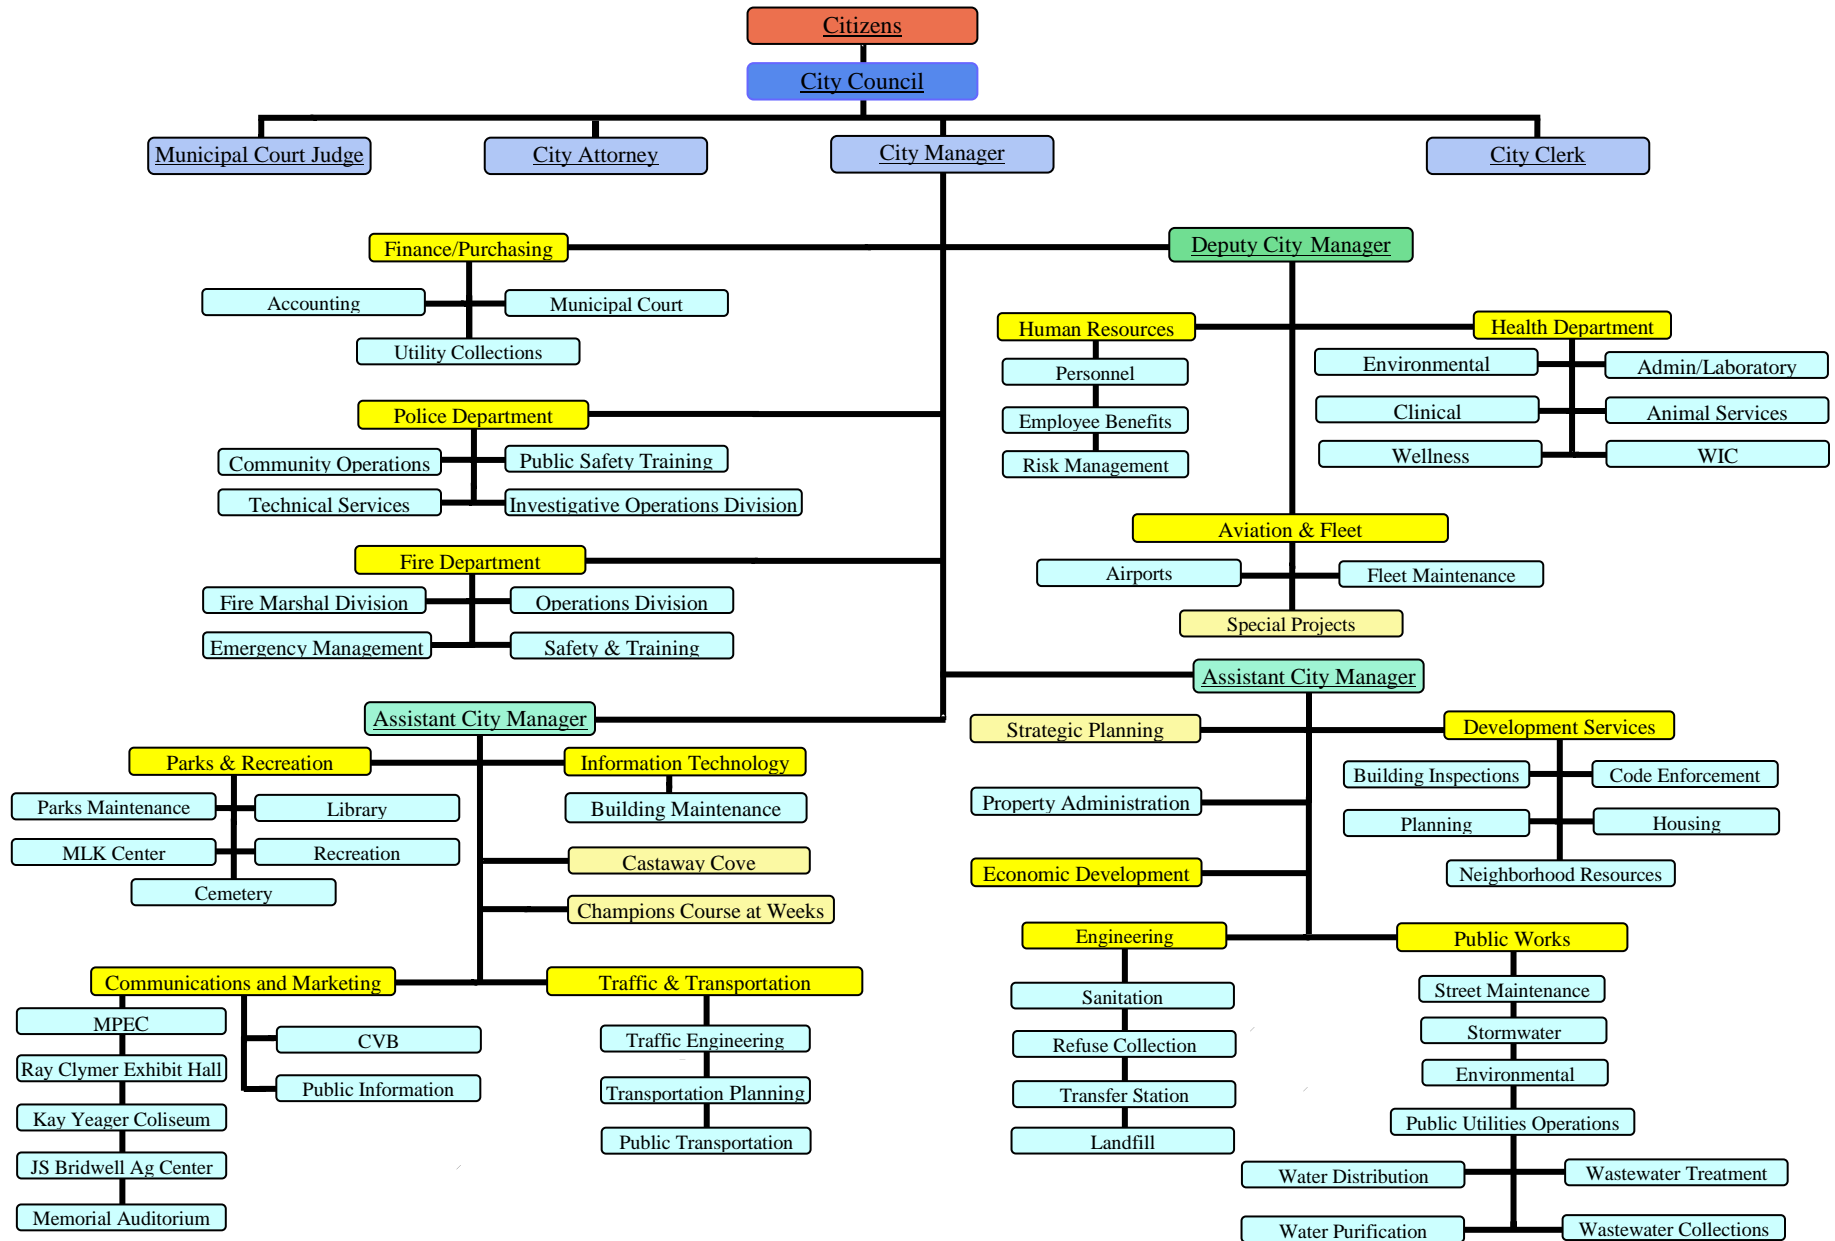 Citizens
City Council
Municipal Court Judge
City Attorney
City Manager
City Clerk
Finance/Purchasing
Deputy City Manager
Accounting
Municipal Court
Utility Collections
Human Resources
Health Department
Personnel
Employee Benefits
Risk Management
Environmental
Admin/Laboratory
Clinical
Animal Services
Wellness
WIC
Police Department
Community Operations
Public Safety Training
Technical Services
Investigative Operations Division
Aviation & Fleet
Airports
Fleet Maintenance
Special Projects
Fire Department
Fire Marshal Division
Operations Division
Emergency Management
Safety & Training
Assistant City Manager
Parks & Recreation
Information Technology
Parks Maintenance
Library
Building Maintenance
MLK Center
Recreation
Cemetery
Castaway Cove
Champions Course at Weeks
Communications and Marketing
Traffic & Transportation
MPEC
Ray Clymer Exhibit Hall
Kay Yeager Coliseum
JS Bridwell Ag Center
Memorial Auditorium
CVB
Public Information
Traffic Engineering
Transportation Planning
Public Transportation
Assistant City Manager
Strategic Planning
Development Services
Property Administration
Building Inspections
Code Enforcement
Planning
Housing
Neighborhood Resources
Economic Development
Engineering
Public Works
Sanitation
Refuse Collection
Transfer Station
Landfill
Street Maintenance
Stormwater
Environmental
Public Utilities Operations
Water Distribution
Wastewater Treatment
Water Purification
Wastewater Collections